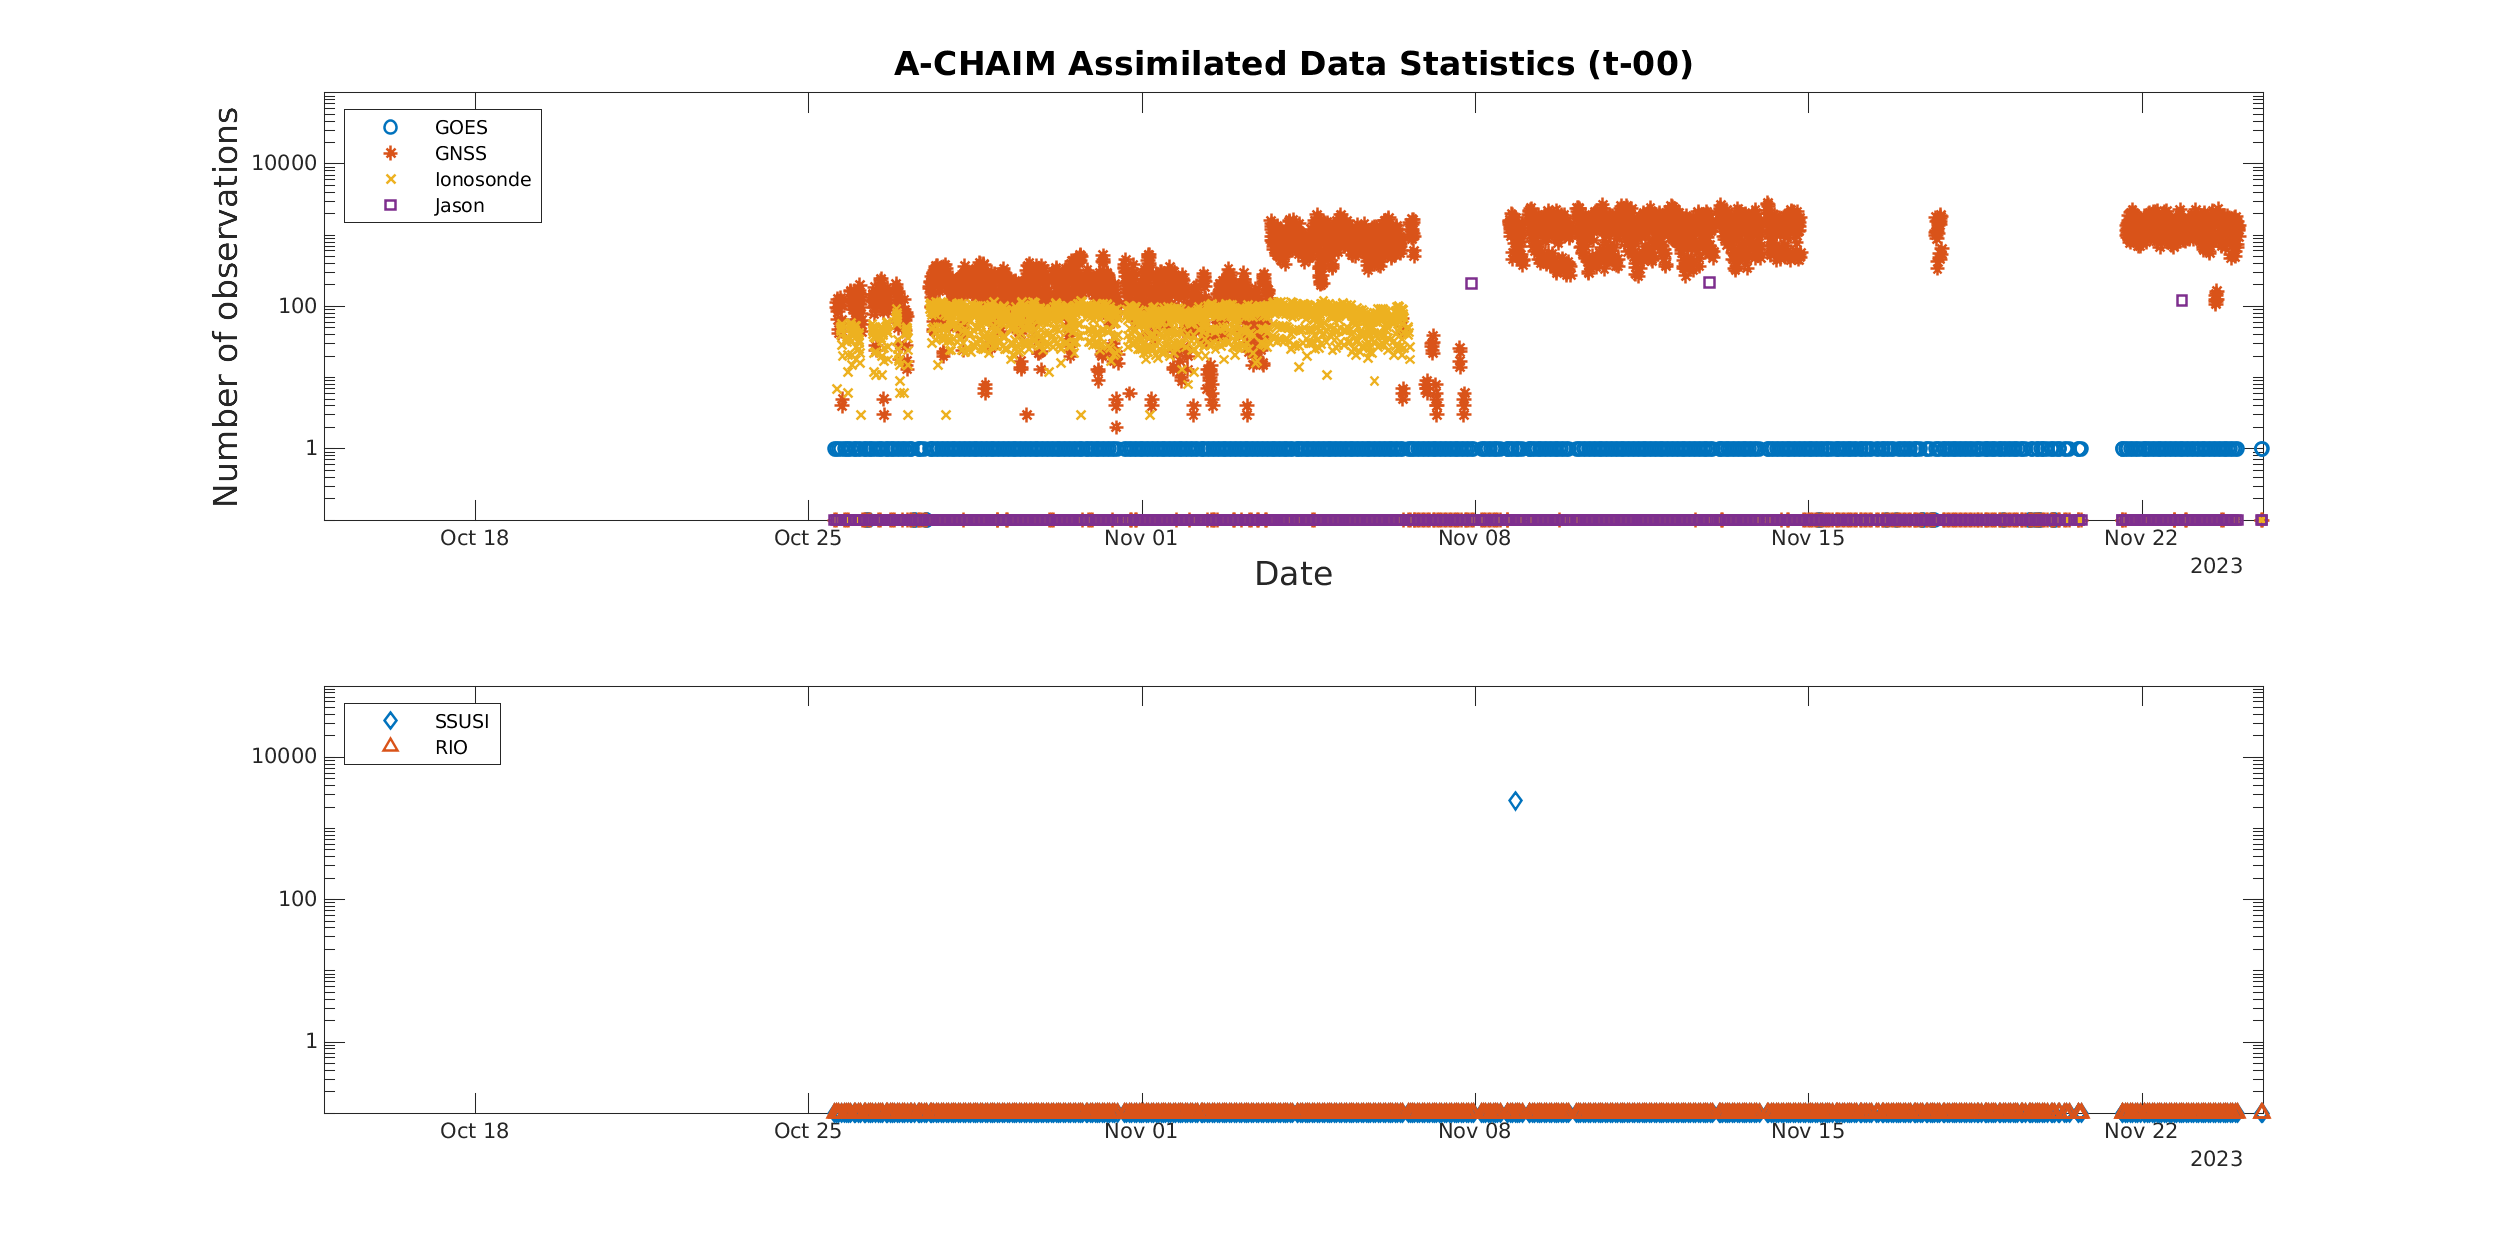 A-CHAIM Assimilated Data Statistics (t-00)
Number of observations
10000
100
1
GOES
GNSS
Ionosonde
Jason
Oct 18 Oct 25 Nov 01 Nov 08 Nov 15 Nov 22
2023
Date
10000
100
1
SSUSI
RIO
Oct 18 Oct 25 Nov 01 Nov 08 Nov 15 Nov 22
2023